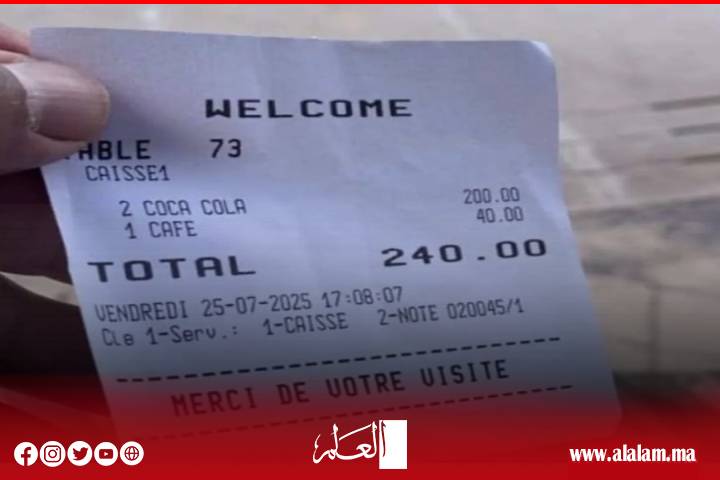 WELCOME
TABLE 73
CAISSE1
2 COCA COLA 200.00
1 CAFE 40.00
TOTAL 240.00
VENDREDI 25-07-2025 17:08:07
Cle 1-Serv.: 1-CAISSE 2-NOTE 020045/1
MERCI DE VOTRE VISITE
العلم
www.alalam.ma